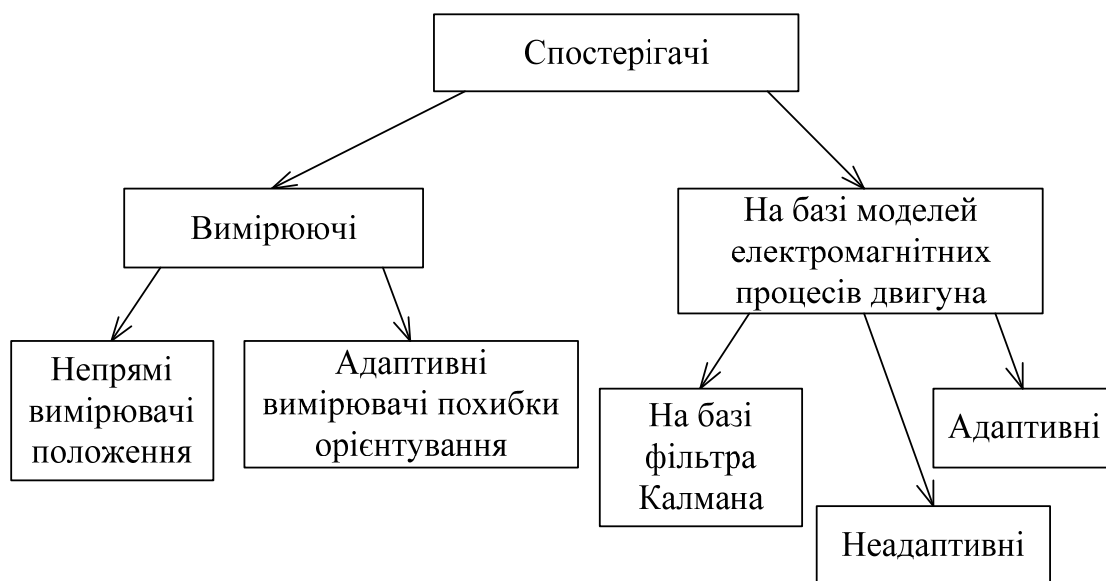 Спостерігачі
Вимірюючі
На базі моделей
електромагнітних
процесів двигуна
Непрямі
вимірювачі
положення
Адаптивні
вимірювачі похибки
орієнтування
На базі
фільтра
Калмана
Адаптивні
Неадаптивні